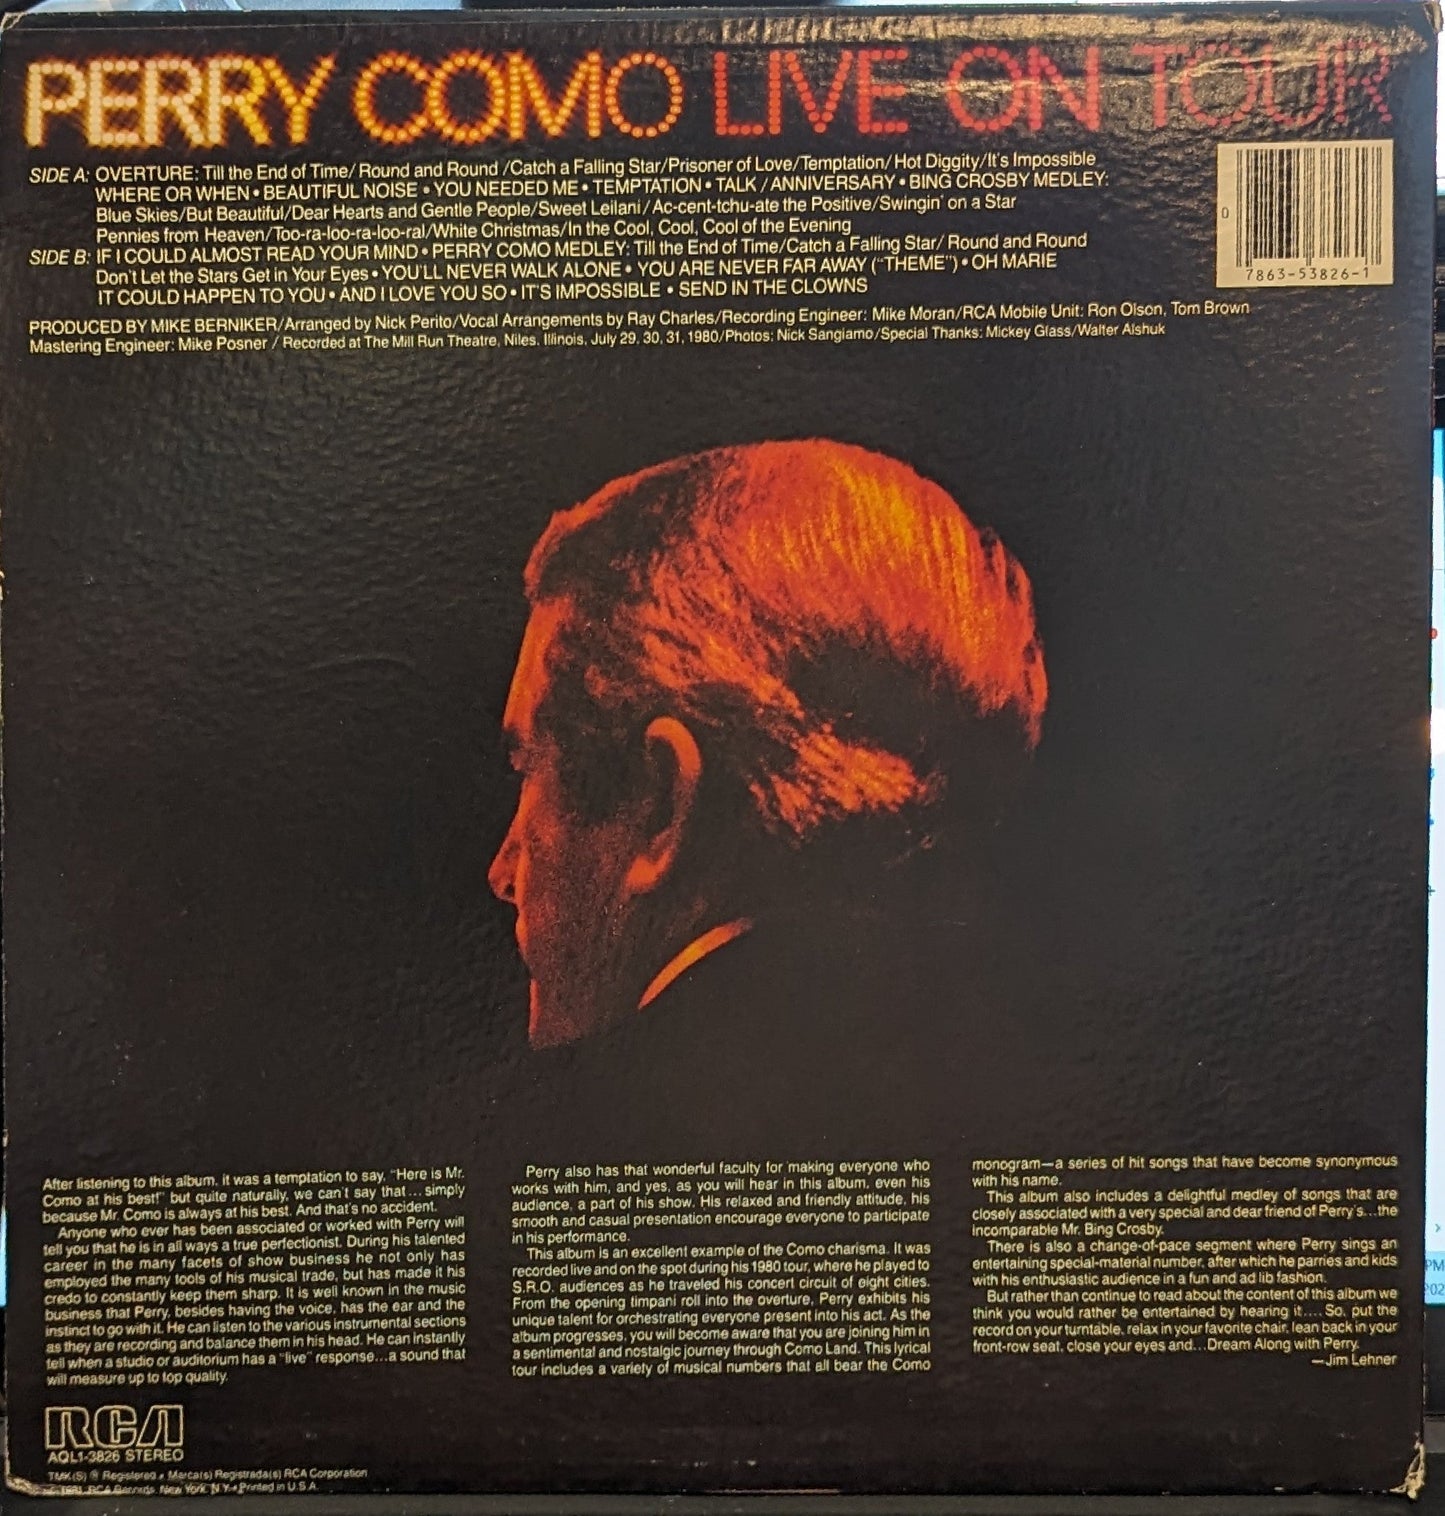 PERRY COMO LIVE ON TOUR
SIDE A: OVERTURE: Till the End of Time/Round and Round/Catch a Falling Star/Prisoner of Love/Temptation/Hot Diggity/It's Impossible
WHERE OR WHEN • BEAUTIFUL NOISE • YOU NEEDED ME • TEMPTATION • TALK / ANNIVERSARY • BING CROSBY MEDLEY:
Blue Skies/But Beautiful/Dear Hearts and Gentle People/Sweet Leilani/Ac-cent-tchu-ate the Positive/Swingin' on a Star
Pennies from Heaven/Too-ra-loo-ra-loo-ral/White Christmas/In the Cool, Cool, Cool of the Evening
SIDE B: IF I COULD ALMOST READ YOUR MIND • PERRY COMO MEDLEY: Till the End of Time/Catch a Falling Star/Round and Round
Don't Let the Stars Get in Your Eyes • YOU'LL NEVER WALK ALONE • YOU ARE NEVER FAR AWAY ("THEME") • OH MARIE
IT COULD HAPPEN TO YOU • AND I LOVE YOU SO • IT'S IMPOSSIBLE • SEND IN THE CLOWNS
0
7863-53826-1
PRODUCED BY MIKE BERNIKER/Arranged by Nick Perito/Vocal Arrangements by Ray Charles/Recording Engineer: Mike Moran/RCA Mobile Unit: Ron Olson, Tom Brown
Mastering Engineer: Mike Posner / Recorded at The Mill Run Theatre, Niles, Illinois, July 29, 30, 31, 1980/Photos: Nick Sangiamo/Special Thanks: Mickey Glass/Walter Aishuk
After listening to this album, it was a temptation to say, "Here is Mr.
Como at his best!" but quite naturally, we can't say that...simply
because Mr. Como is always at his best. And that's no accident.
Anyone who ever has been associated or worked with Perry will
tell you that he is in all ways a true perfectionist. During his talented
career in the many facets of show business he not only has
employed the many tools of his musical trade, but has made it his
credo to constantly keep them sharp. It is well known in the music
business that Perry, besides having the voice, has the ear and the
instinct to go with it. He can listen to the various instrumental sections
as they are recording and balance them in his head. He can instantly
tell when a studio or auditorium has a "live" response...a sound that
will measure up to top quality.
Perry also has that wonderful faculty for making everyone who
works with him, and yes, as you will hear in this album, even his
audience, a part of his show. His relaxed and friendly attitude, his
smooth and casual presentation encourage everyone to participate
in his performance.
This album is an excellent example of the Como charisma. It was
recorded live and on the spot during his 1980 tour, where he played to
S.R.O. audiences as he traveled his concert circuit of eight cities.
From the opening timpani roll into the overture, Perry exhibits his
unique talent for orchestrating everyone present into his act. As the
album progresses, you will become aware that you are joining him in
a sentimental and nostalgic journey through Como Land. This lyrical
tour includes a variety of musical numbers that all bear the Como
monogram—a series of hit songs that have become synonymous
with his name.
This album also includes a delightful medley of songs that are
closely associated with a very special and dear friend of Perry's...the
incomparable Mr. Bing Crosby.
There is also a change-of-pace segment where Perry sings an
entertaining special-material number, after which he parries and kids
with his enthusiastic audience in a fun and ad lib fashion.
But rather than continue to read about the content of this album we
think you would rather be entertained by hearing it.... So, put the
record on your turntable, relax in your favorite chair, lean back in your
front-row seat, close your eyes and...Dream Along with Perry.
—Jim Lehner
RCA
AQL1-3826 STEREO
TMK(S) ® Registered • Marca(s) Registrada(s) RCA Corporation
1981, RCA Records, New York, N.Y. • Printed in U.S.A.